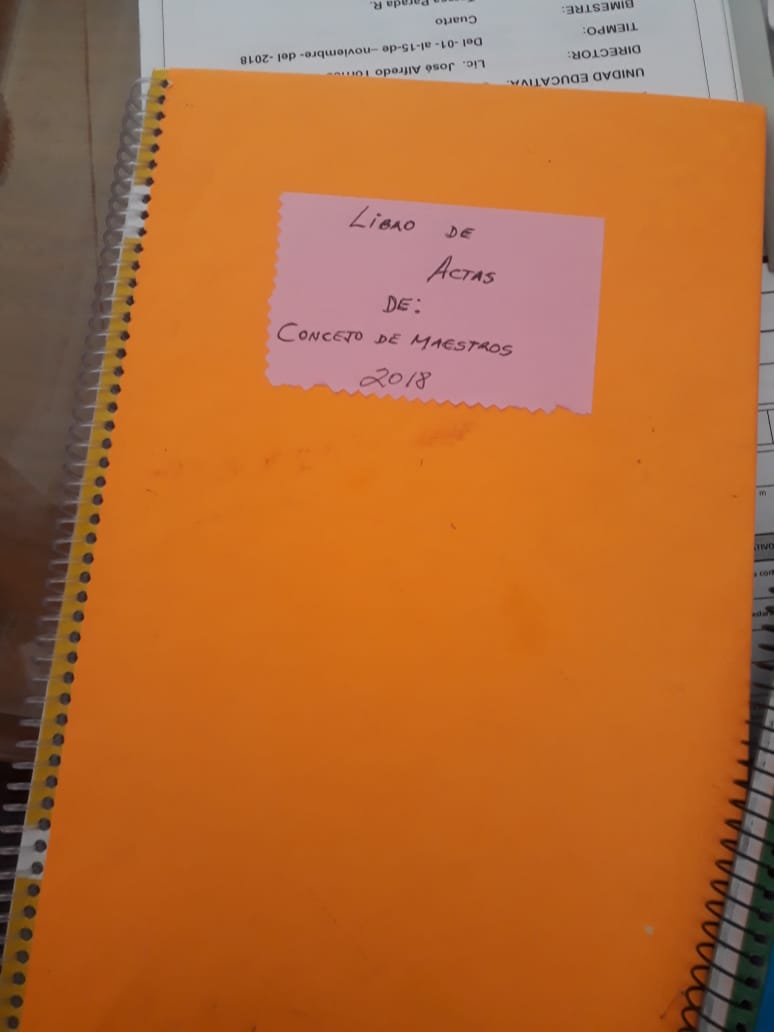 LIBRO DE
ACTAS
DE:
CONCEJO DE MAESTROS
2018
UNIDAD EDUCATIVA:
DIRECTOR: Lic. José Alfredo
TIEMPO: Del -01- al-15-de –noviembre- del -2018
BIMESTRE: Cuarto
Parada R.
m